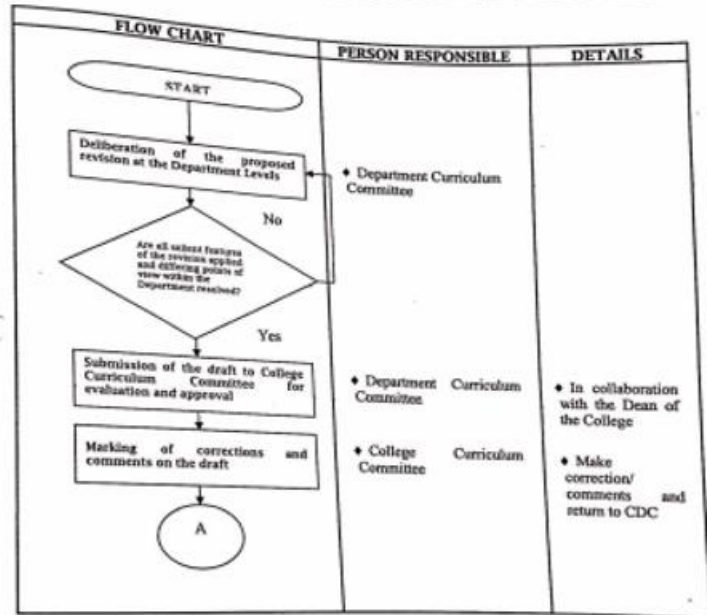 FLOW CHART
PERSON RESPONSIBLE
DETAILS
START
Deliberation of the proposed
revision at the Department Levels
♦ Department Curriculum
Committee
No
Are all salient features
of the revision applied
and differing points of
view within the
Department resolved?
Yes
Submission of the draft to College
Curriculum Committee for
evaluation and approval
♦ Department Curriculum
Committee
♦ In collaboration
with the Dean of
the College
Marking of corrections and
comments on the draft
♦ College Curriculum
Committee
♦ Make
correction/
comments and
return to CDC
A